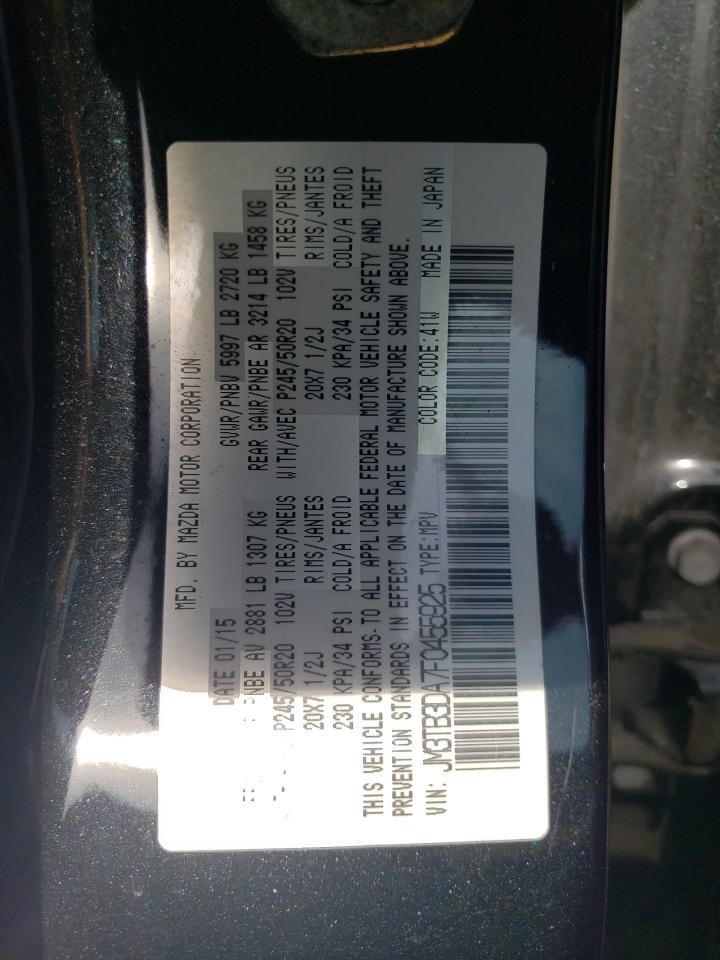 MFD. BY MAZDA MOTOR CORPORATION
DATE 01/15 GVWR/PNBV 5997 LB 2720 KG
PNBE AV 2881 LB 1307 KG REAR GAWR/PNBE AR 3214 LB 1458 KG
P245/50R20 102V TIRES/PNEUS WITH/AVEC P245/50R20 102V TIRES/PNEUS
20X7 1/2J RIMS/JANTES 20X7 1/2J RIMS/JANTES
230 KPA/34 PSI COLD/A FROID 230 KPA/34 PSI COLD/A FROID
THIS VEHICLE CONFORMS TO ALL APPLICABLE FEDERAL MOTOR VEHICLE SAFETY AND THEFT
PREVENTION STANDARDS IN EFFECT ON THE DATE OF MANUFACTURE SHOWN ABOVE.
VIN: JM3TB3DA7F0455925 TYPE:MPV COLOR CODE:41W MADE IN JAPAN